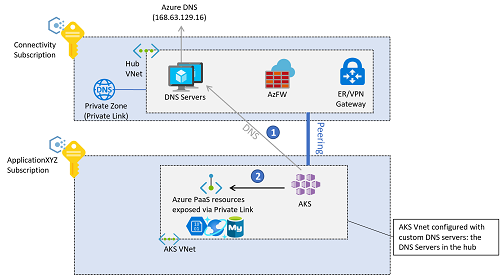 Azure DNS
(168.63.129.16)
Connectivity
Subscription
Hub
VNet
DNS
DNS Servers
AzFW
ER/VPN
Gateway
Private Zone
(Private Link)
DNS
1
Peering
ApplicationXYZ
Subscription
2
Azure PaaS resources
exposed via Private Link
AKS
My
AKS VNet
AKS Vnet configured with
custom DNS servers: the
DNS Servers in the hub